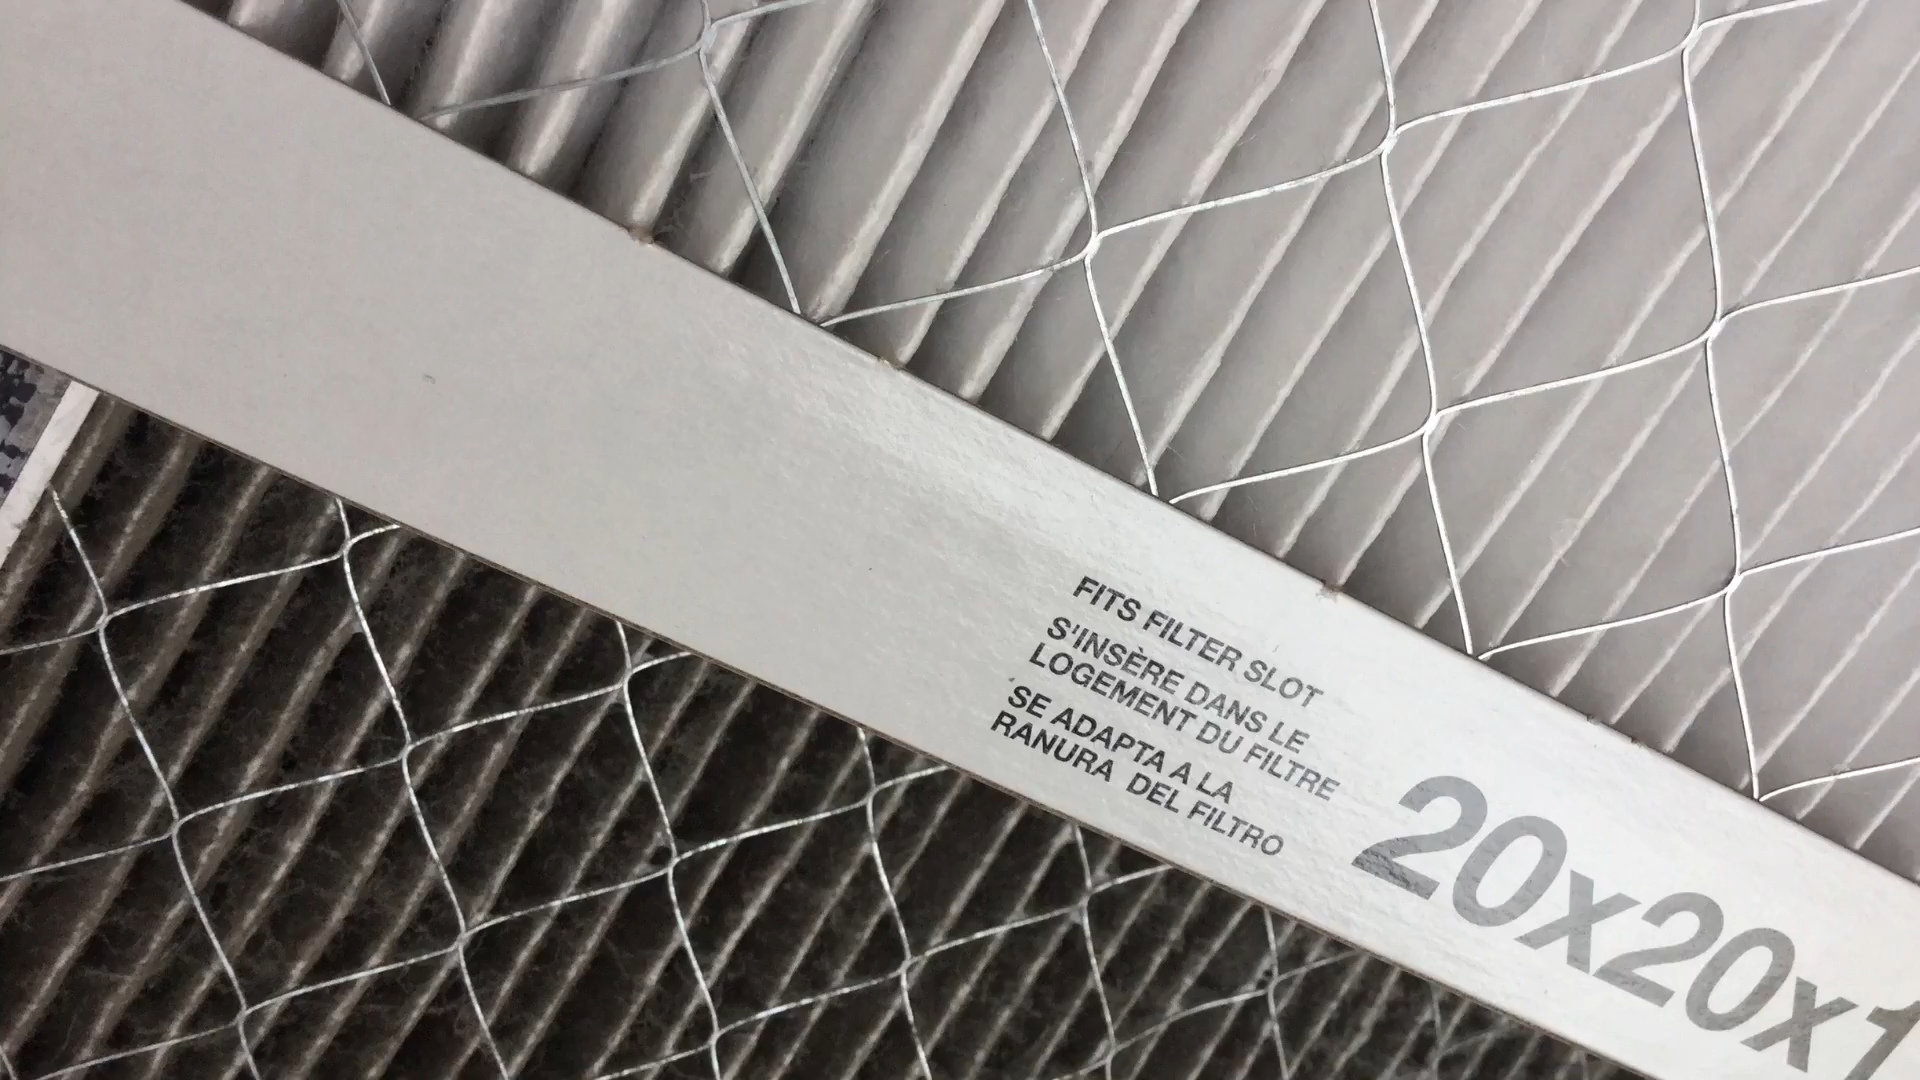 FITS FILTER SLOT
S'INSÈRE DANS LE
LOGEMENT DU FILTRE
SE ADAPTA A LA
RANURA DEL FILTRO
20x20x1